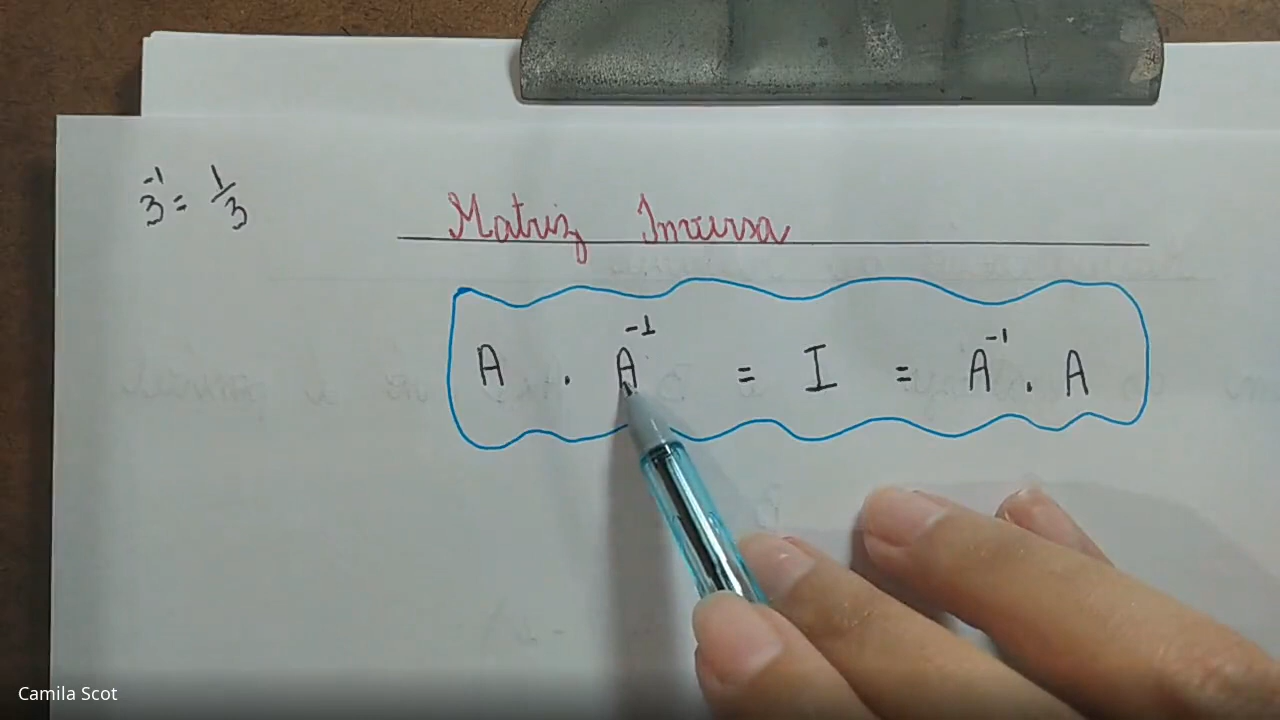 3⁻¹ = 1/3
Matriz Inversa
A . A⁻¹ = I = A⁻¹ . A
Camila Scot